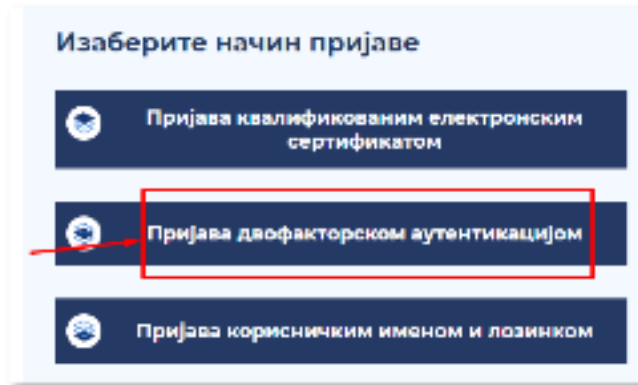 Изаберите начин пријаве
Пријава квалификованим електронским
сертификатом
Пријава двофакторском аутентикацијом
Пријава корисничким именом и лозинком